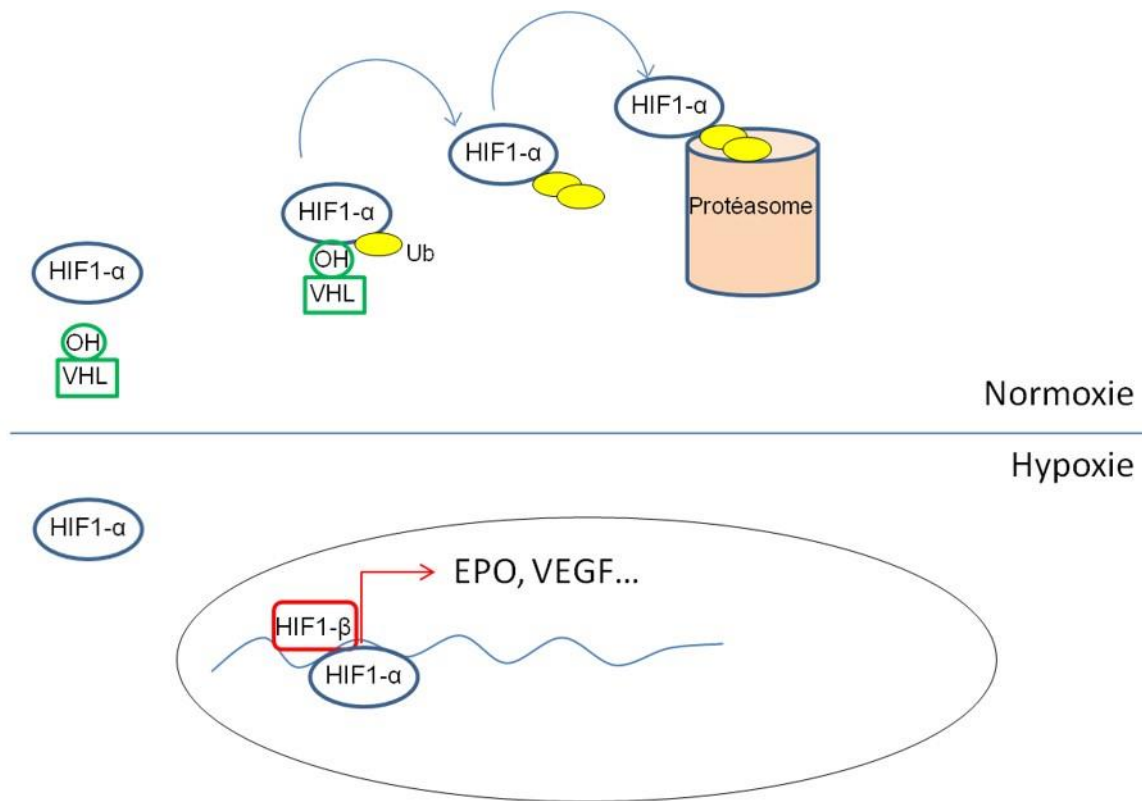 HIF1-α
HIF1-α
HIF1-α
Protéasome
HIF1-α
OH
Ub
VHL
HIF1-α
OH
VHL
Normoxie
Hypoxie
HIF1-α
EPO, VEGF...
HIF1-β
HIF1-α